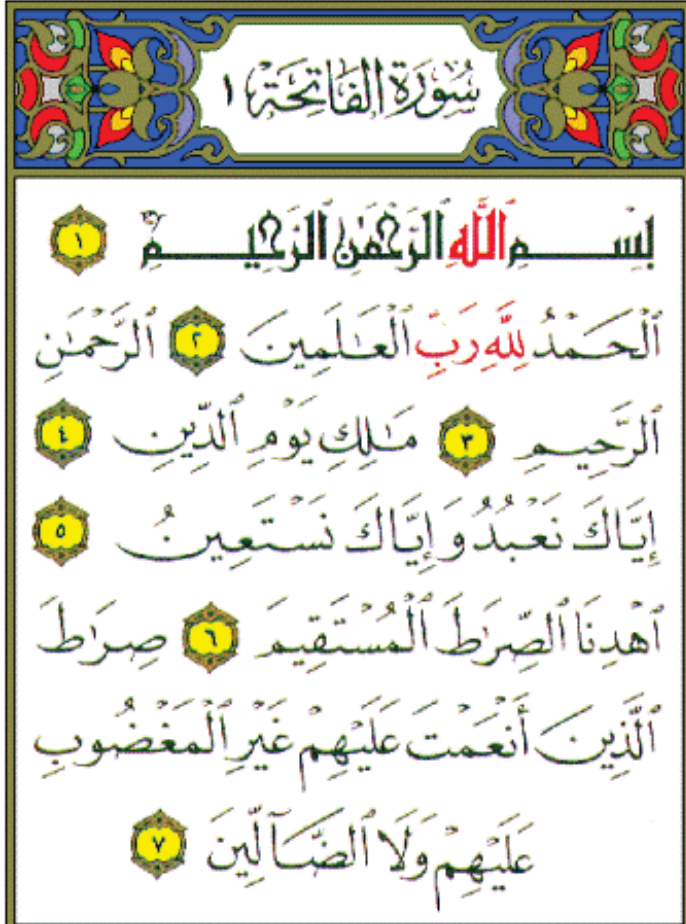 سُورَةُ الفَاتِحَةِ ١
بِسْمِ ٱللَّهِ ٱلرَّحْمَٰنِ ٱلرَّحِيمِ ١
ٱلْحَمْدُ لِلَّهِ رَبِّ ٱلْعَٰلَمِينَ ٢ ٱلرَّحْمَٰنِ
ٱلرَّحِيمِ ٣ مَٰلِكِ يَوْمِ ٱلدِّينِ ٤
إِيَّاكَ نَعْبُدُ وَإِيَّاكَ نَسْتَعِينُ ٥
ٱهْدِنَا ٱلصِّرَٰطَ ٱلْمُسْتَقِيمَ ٦ صِرَٰطَ
ٱلَّذِينَ أَنْعَمْتَ عَلَيْهِمْ غَيْرِ ٱلْمَغْضُوبِ
عَلَيْهِمْ وَلَا ٱلضَّآلِّينَ ٧